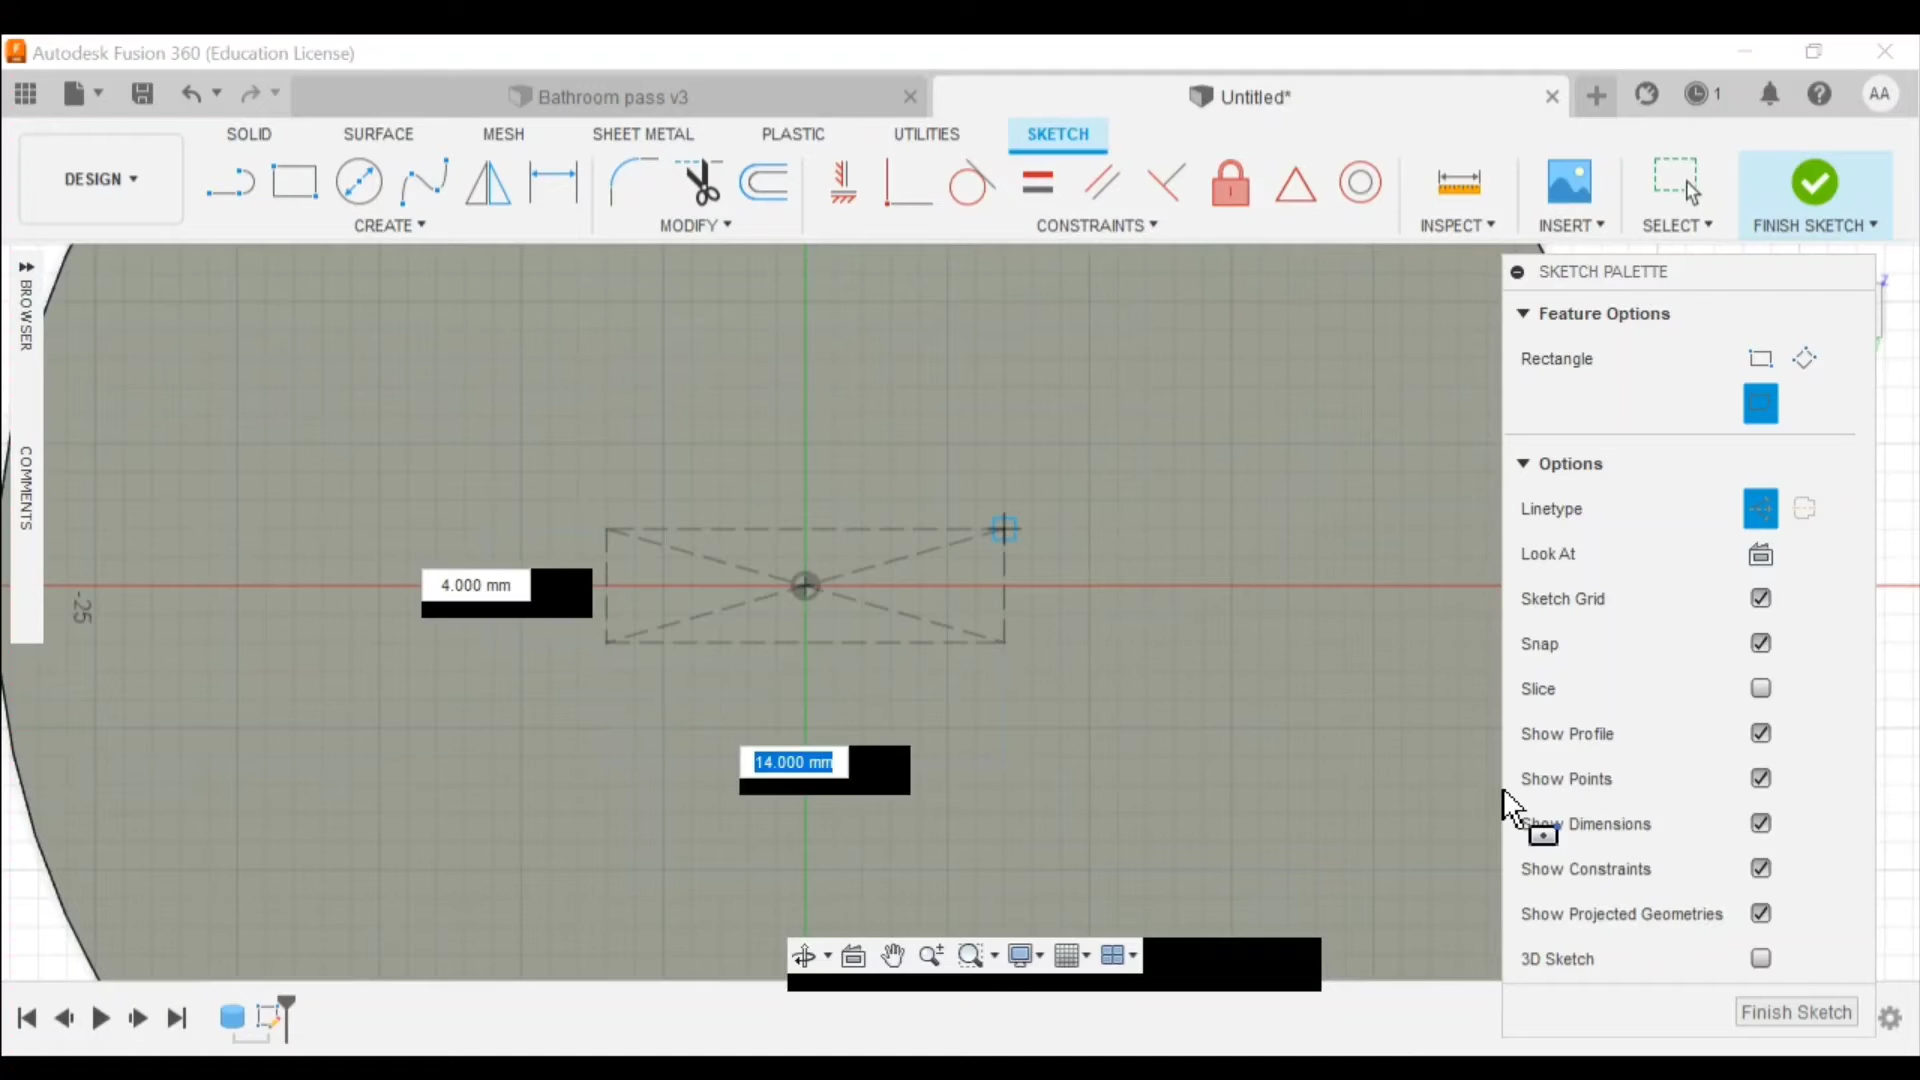 Autodesk Fusion 360 (Education License)
Bathroom pass v3
Untitled*
1
AA
SOLID
SURFACE
MESH
SHEET METAL
PLASTIC
UTILITIES
SKETCH
DESIGN
CREATE
MODIFY
CONSTRAINTS
INSPECT
INSERT
SELECT
FINISH SKETCH
BROWSER
COMMENTS
-25
4.000 mm
14.000 mm
SKETCH PALETTE
Feature Options
Rectangle
Options
Linetype
Look At
Sketch Grid
Snap
Slice
Show Profile
Show Points
Show Dimensions
Show Constraints
Show Projected Geometries
3D Sketch
Finish Sketch